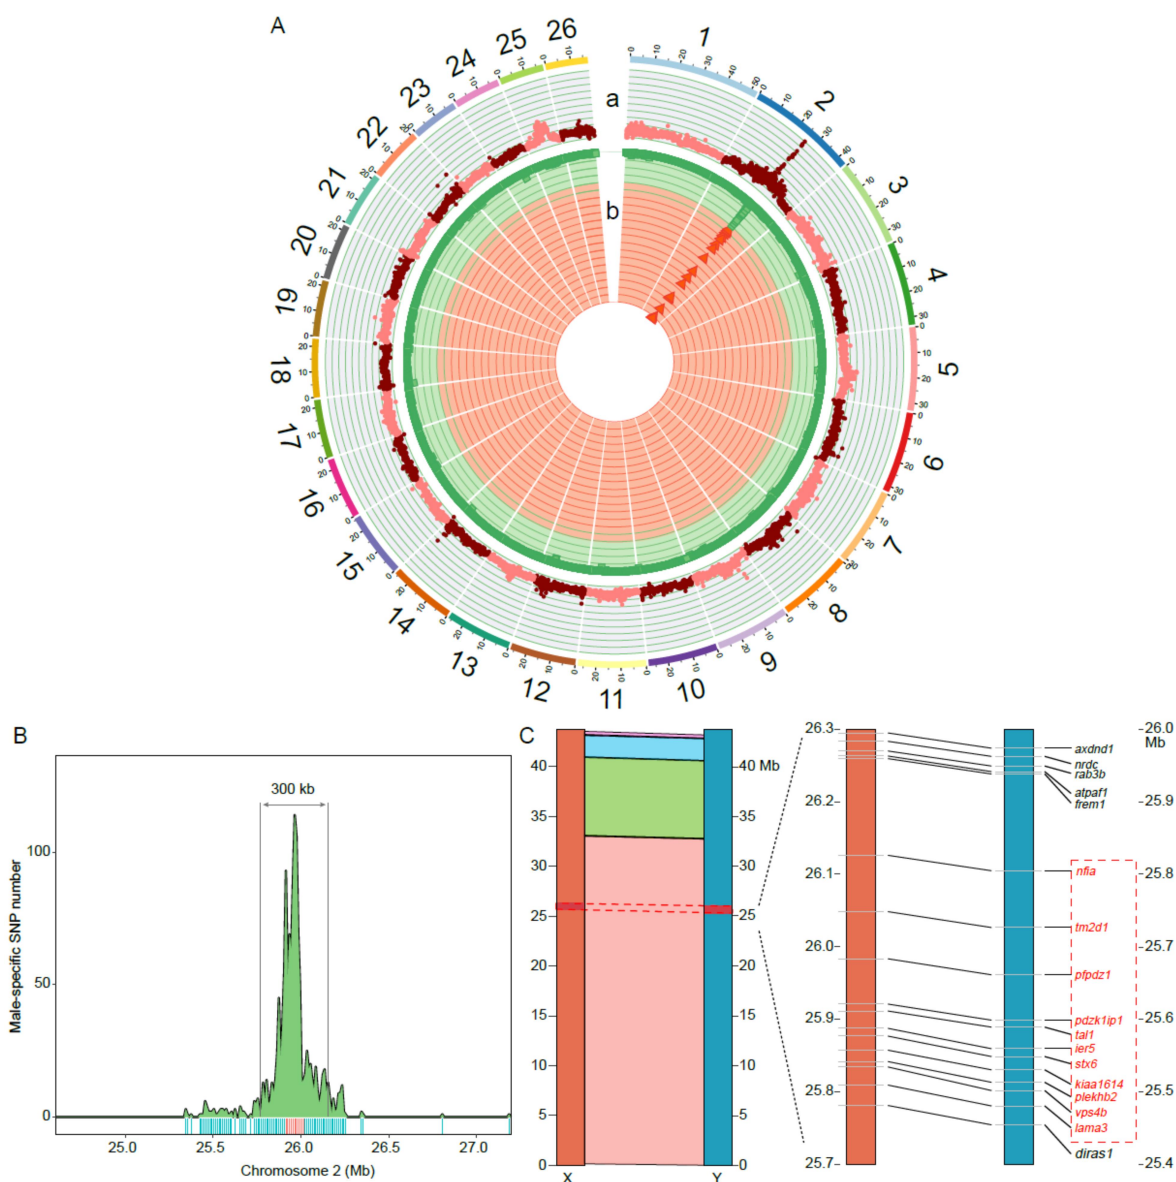 A
1
2
3
4
5
6
7
8
9
10
11
12
13
14
15
16
17
18
19
20
21
22
23
24
25
26
a
b
B
300 kb
Male-specific SNP number
100
50
0
25.0 25.5 26.0 26.5 27.0
Chromosome 2 (Mb)
C
40
35
30
25
20
15
10
5
0
X
40 Mb
35
30
25
20
15
10
5
0
Y
26.3
26.2
26.1
26.0
25.9
25.8
25.7
axdnd1
nrdc
rab3b
atpaf1
frem1
nfia
tm2d1
pfpdz1
pdzk1ip1
tal1
ier5
stx6
kiaa1614
plekhb2
vps4b
lama3
diras1
26.0
Mb
25.9
25.8
25.7
25.6
25.5
25.4